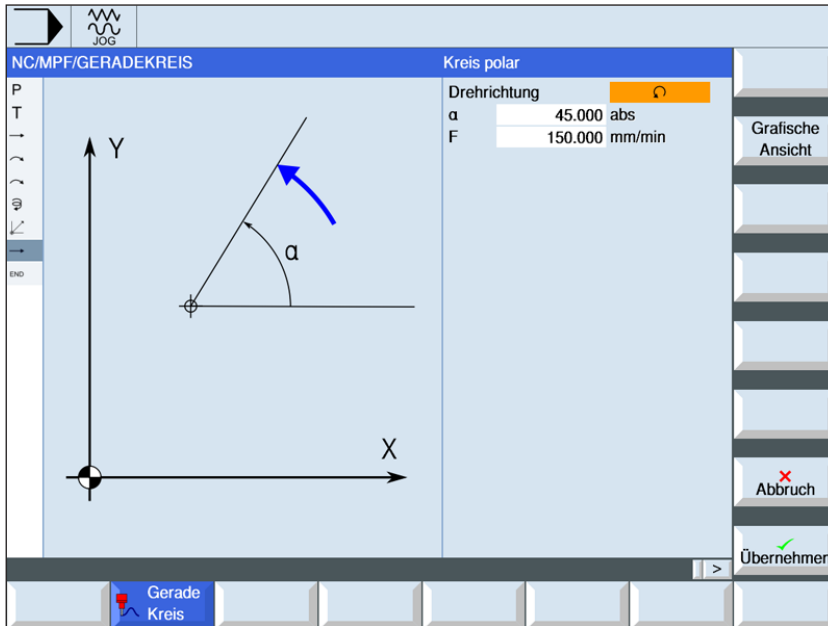 JOG
NC/MPF/GERADEKREIS
Kreis polar
P
T
END
Y
α
X
Drehrichtung
α 45.000 abs
F 150.000 mm/min
Grafische
Ansicht
Abbruch
Übernehmen
>
Gerade
Kreis